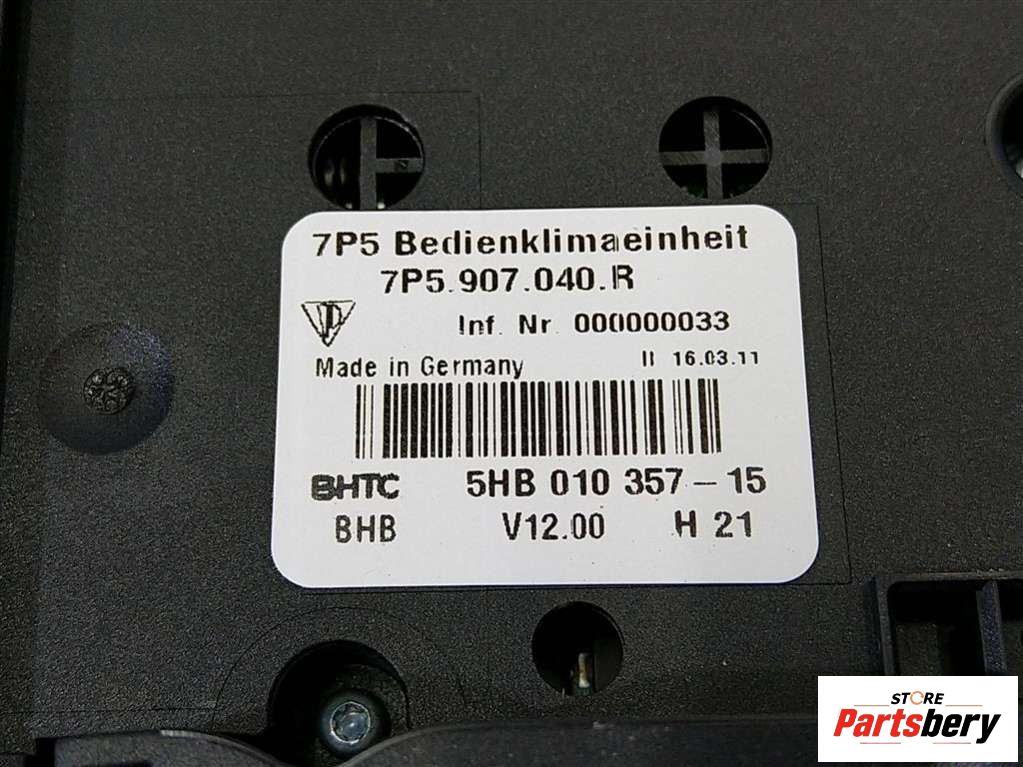 7P5 Bedienklimaeinheit
7P5.907.040.R
Inf. Nr. 000000033
Made in Germany II 16.03.11
BHTC 5HB 010 357-15
BHB V12.00 H 21
STORE
Partsbery